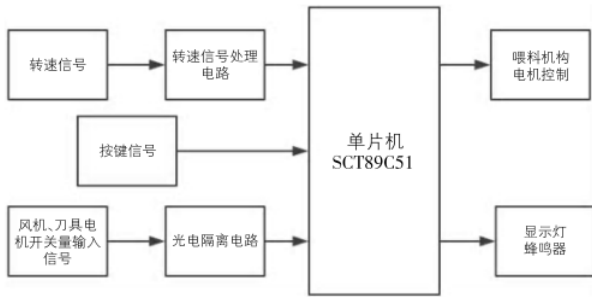 转速信号
转速信号处理
电路
喂料机构
电机控制
按键信号
单片机
SCT89C51
风机、刀具电
机开关量输入
信号
光电隔离电路
显示灯
蜂鸣器